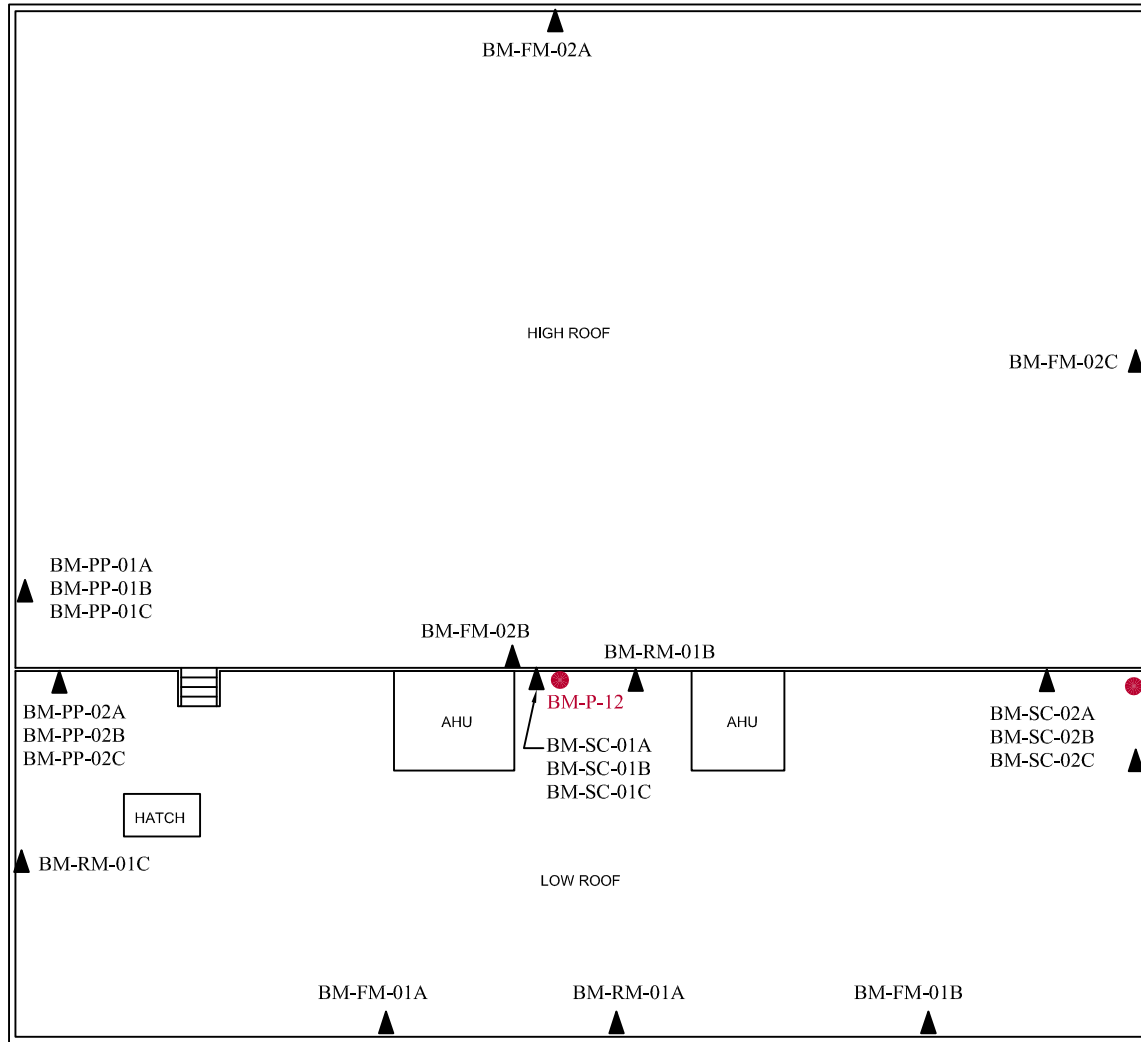 BM-FM-02A
HIGH ROOF
BM-FM-02C
BM-PP-01A
BM-PP-01B
BM-PP-01C
BM-FM-02B
BM-RM-01B
BM-P-12
BM-PP-02A
BM-PP-02B
BM-PP-02C
AHU
AHU
BM-SC-01A
BM-SC-01B
BM-SC-01C
BM-SC-02A
BM-SC-02B
BM-SC-02C
HATCH
BM-RM-01C
LOW ROOF
BM-FM-01A
BM-RM-01A
BM-FM-01B